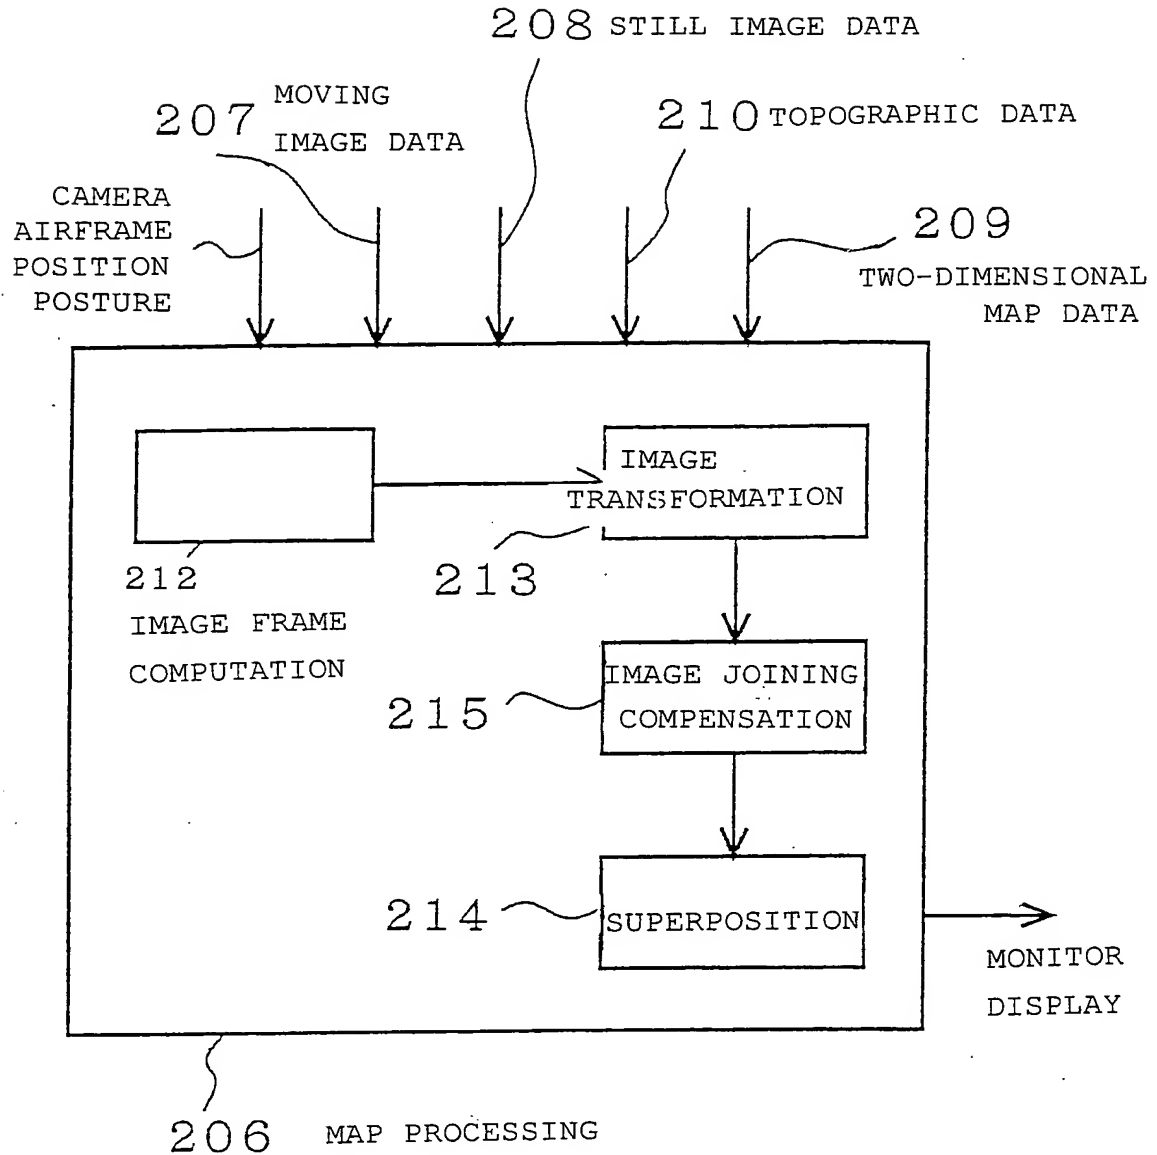 208 STILL IMAGE DATA
207 MOVING
IMAGE DATA
210 TOPOGRAPHIC DATA
CAMERA
AIRFRAME
POSITION
POSTURE
209
TWO-DIMENSIONAL
MAP DATA
IMAGE
TRANSFORMATION
213
212
IMAGE FRAME
COMPUTATION
IMAGE JOINING
COMPENSATION
215
SUPERPOSITION
214
MONITOR
DISPLAY
206 MAP PROCESSING